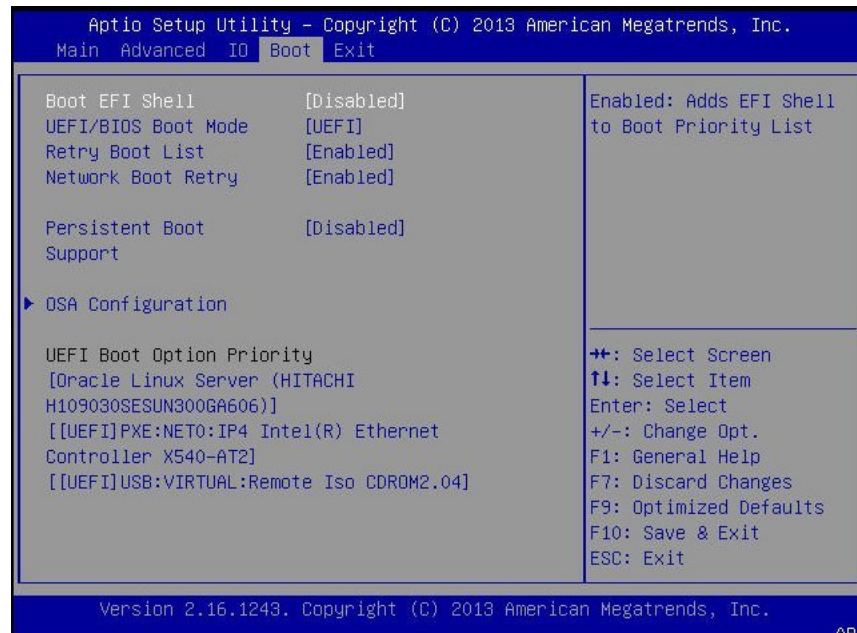 Aptio Setup Utility – Copyright (C) 2013 American Megatrends, Inc.
Main Advanced IO Boot Exit
Boot EFI Shell [Disabled]
UEFI/BIOS Boot Mode [UEFI]
Retry Boot List [Enabled]
Network Boot Retry [Enabled]
Persistent Boot [Disabled]
Support
OSA Configuration
UEFI Boot Option Priority
[Oracle Linux Server (HITACHI
H109030SESUN300GA606)]
[[UEFI]PXE:NET0:IP4 Intel(R) Ethernet
Controller X540-AT2]
[[UEFI]USB:VIRTUAL:Remote Iso CDROM2.04]
Enabled: Adds EFI Shell
to Boot Priority List
→←: Select Screen
↑↓: Select Item
Enter: Select
+/-: Change Opt.
F1: General Help
F7: Discard Changes
F9: Optimized Defaults
F10: Save & Exit
ESC: Exit
Version 2.16.1243. Copyright (C) 2013 American Megatrends, Inc.